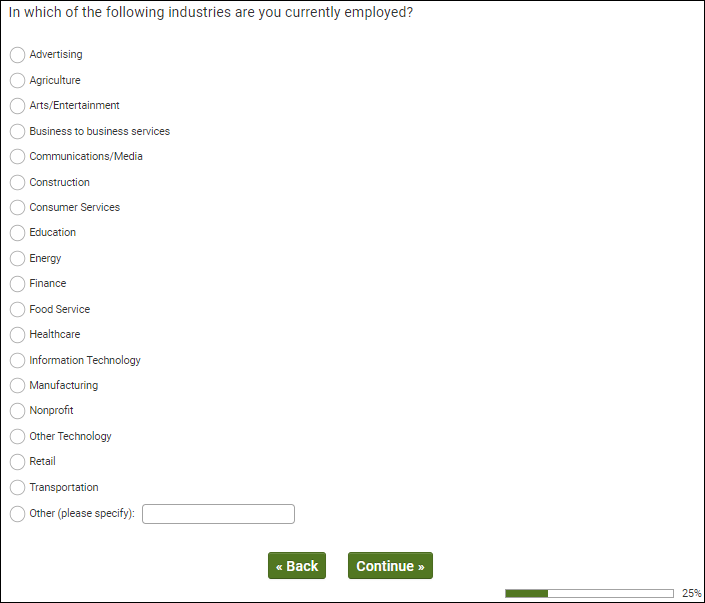 In which of the following industries are you currently employed?
Advertising
Agriculture
Arts/Entertainment
Business to business services
Communications/Media
Construction
Consumer Services
Education
Energy
Finance
Food Service
Healthcare
Information Technology
Manufacturing
Nonprofit
Other Technology
Retail
Transportation
Other (please specify):
« Back Continue »
25%